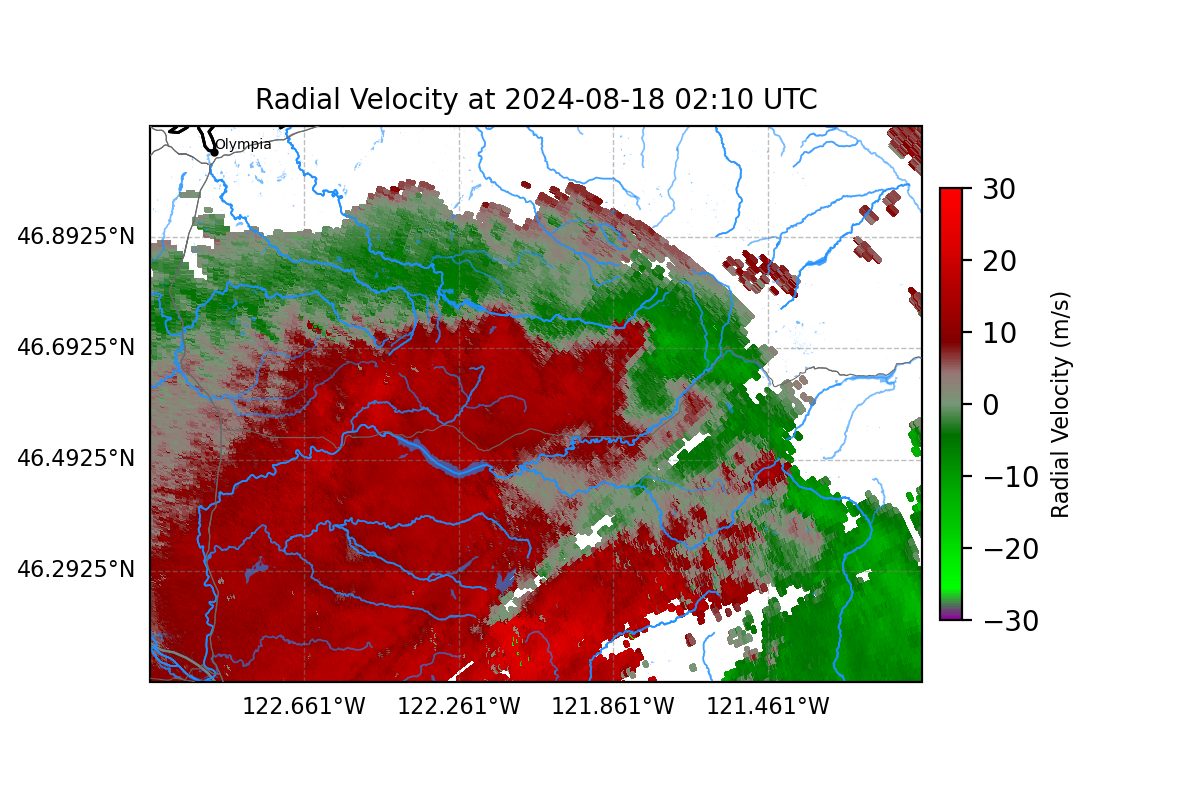 Radial Velocity at 2024-08-18 02:10 UTC
Olympia
46.8925°N
46.6925°N
46.4925°N
46.2925°N
122.661°W
122.261°W
121.861°W
121.461°W
30
20
10
0
−10
−20
−30
Radial Velocity (m/s)